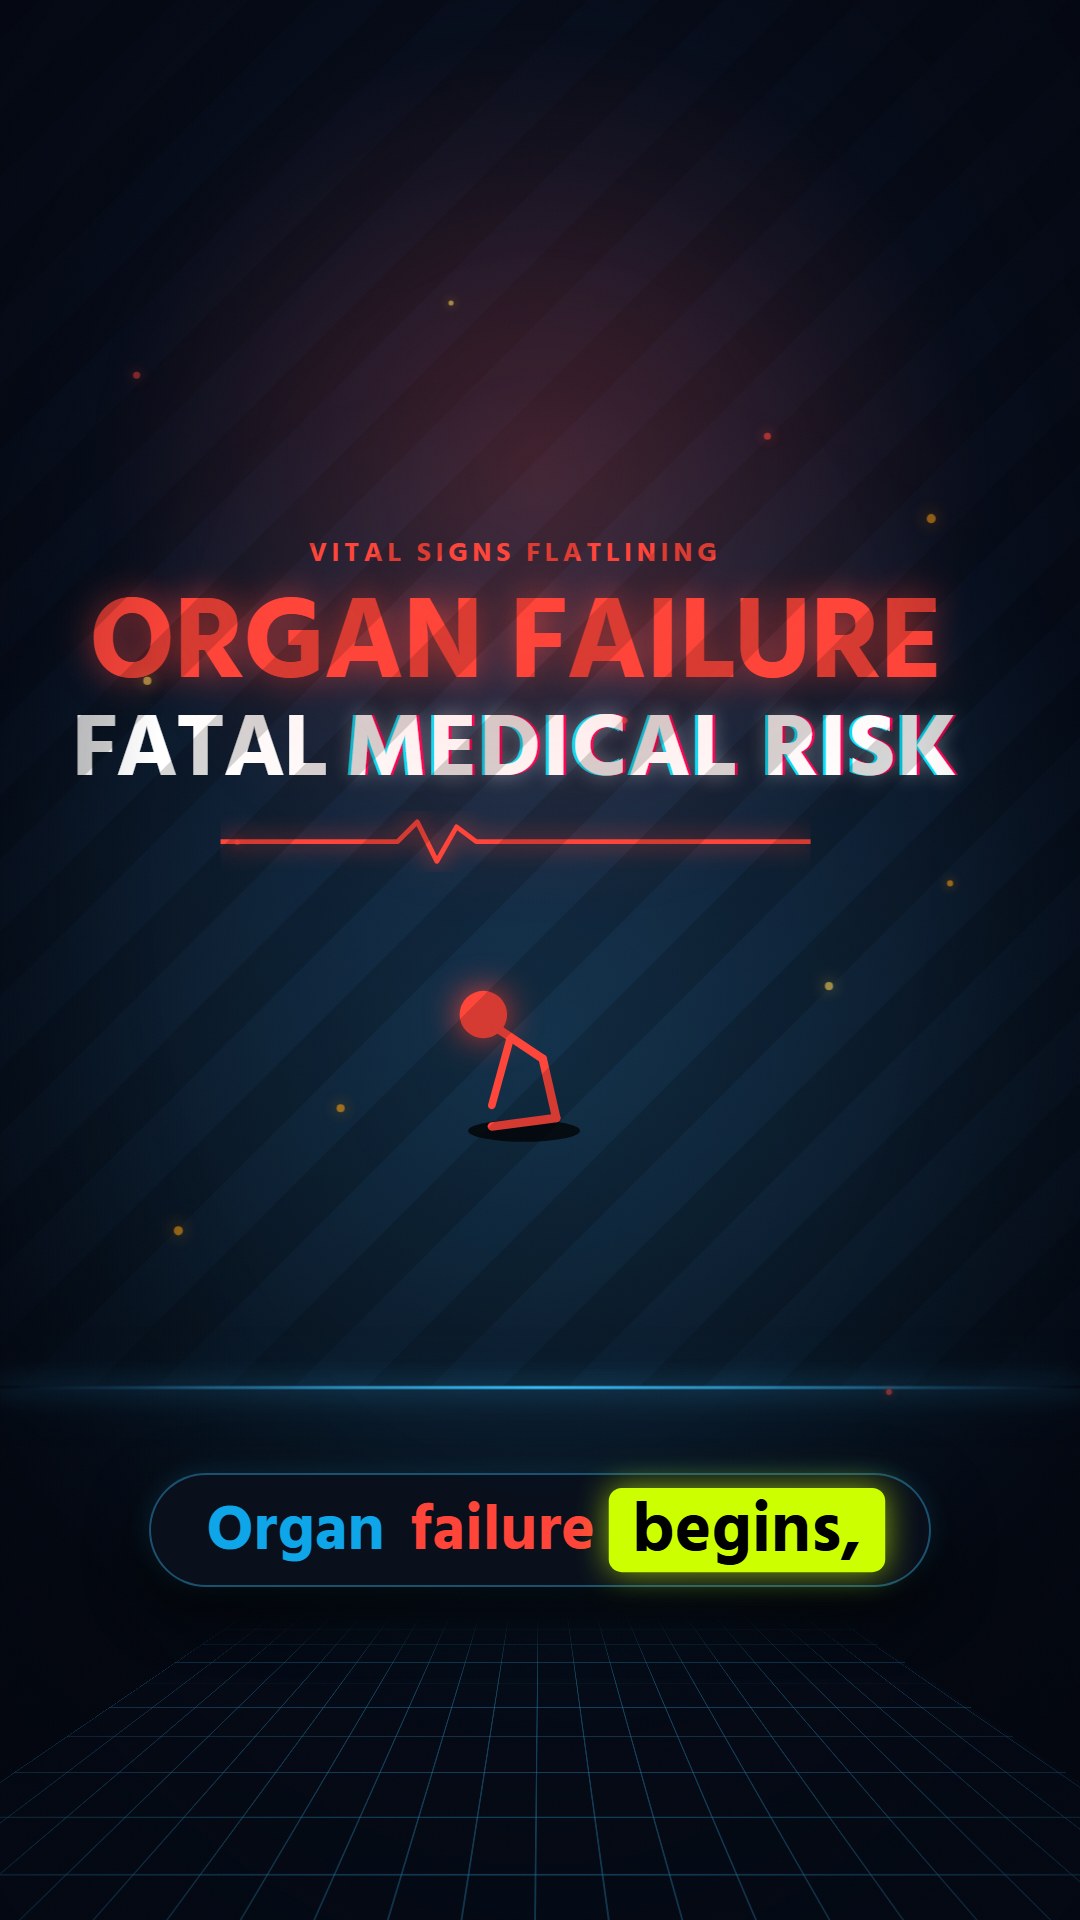 VITAL SIGNS FLATLINING
ORGAN FAILURE
FATAL MEDICAL RISK
Organ failure begins,